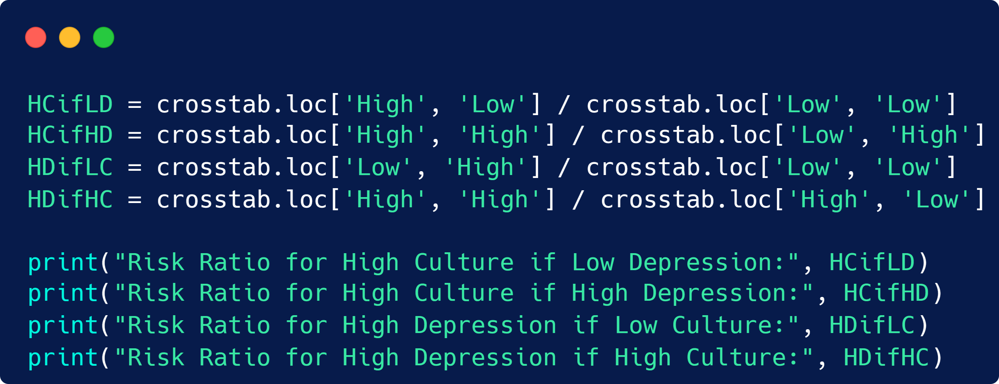 HCifLD = crosstab.loc['High', 'Low'] / crosstab.loc['Low', 'Low']
HCifHD = crosstab.loc['High', 'High'] / crosstab.loc['Low', 'High']
HDifLC = crosstab.loc['Low', 'High'] / crosstab.loc['Low', 'Low']
HDifHC = crosstab.loc['High', 'High'] / crosstab.loc['High', 'Low']
print("Risk Ratio for High Culture if Low Depression:", HCifLD)
print("Risk Ratio for High Culture if High Depression:", HCifHD)
print("Risk Ratio for High Depression if Low Culture:", HDifLC)
print("Risk Ratio for High Depression if High Culture:", HDifHC)